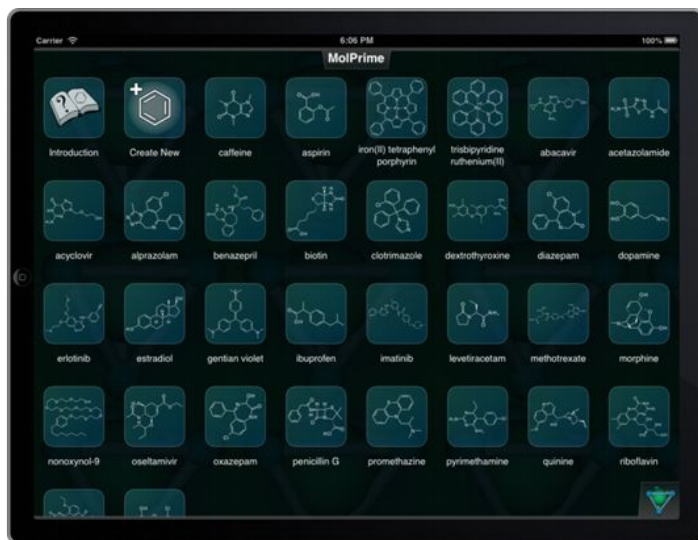 Carrier 6:06 PM 100%
MolPrime
Introduction Create New caffeine aspirin iron(II) tetraphenyl porphyrin trisbipyridine ruthenium(II) abacavir acetazolamide
acyclovir alprazolam benazepril biotin clotrimazole dextrothyroxine diazepam dopamine
erlotinib estradiol gentian violet ibuprofen imatinib levetiracetam methotrexate morphine
nonoxynol-9 oseltamivir oxazepam penicillin G promethazine pyrimethamine quinine riboflavin